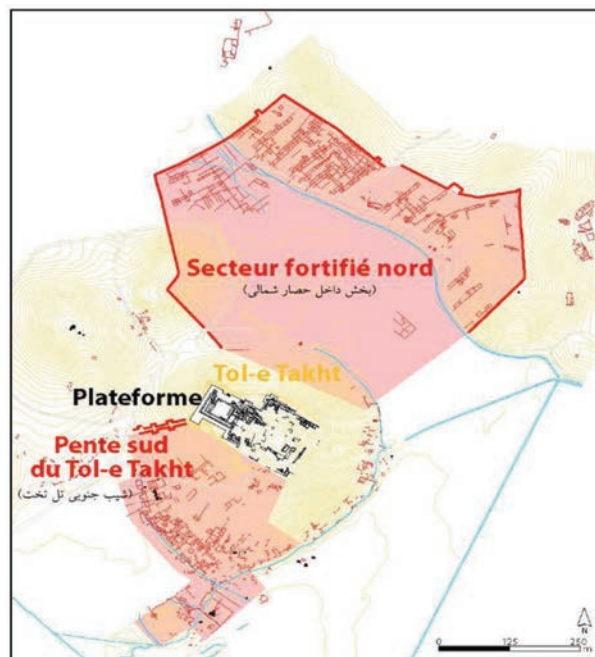 Secteur fortifié nord
(بخش داخل حصار شمالی)
Tol-e Takht
Plateforme
Pente sud
du Tol-e Takht
(شیب جنوبی تل تخت)
N
0 125 250
m